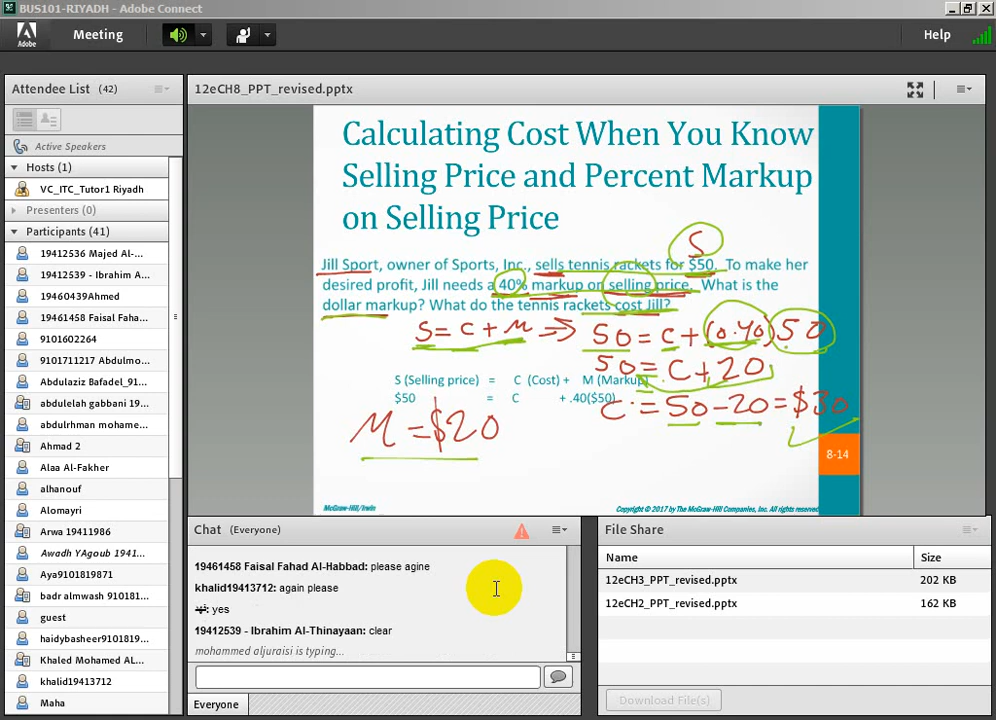 BUS101-RIYADH - Adobe Connect
Adobe
Meeting
Help
Attendee List (42)
Active Speakers
Hosts (1)
VC_ITC_Tutor1 Riyadh
Presenters (0)
Participants (41)
19412536 Majed Al-...
19412539 - Ibrahim A...
19460439Ahmed
19461458 Faisal Faha...
9101602264
9101711217 Abdulmo...
Abdulaziz Bafadel_916...
abdulelah gabbani 19...
abdulrhman mohame...
Ahmad 2
Alaa Al-Fakher
alhanouf
Alomayri
Arwa 19411986
Awadh YAgoub 1941...
Aya9101819871
badr almwash 910181...
guest
haidybasheer9101819...
Khaled Mohamed AL...
khalid19413712
Maha
12eCH8_PPT_revised.pptx
Calculating Cost When You Know
Selling Price and Percent Markup
on Selling Price
S
Jill Sport, owner of Sports, Inc., sells tennis rackets for $50. To make her
desired profit, Jill needs a 40% markup on selling price. What is the
dollar markup? What do the tennis rackets cost Jill?
S = C + M ⇒ 50 = C + (0.40) 50
50 = C + 20
S (Selling price) = C (Cost) + M (Markup)
$50 = C + .40($50)
C = 50 - 20 = $30
M = $20
8-14
McGraw-Hill/Irwin
Copyright © 2017 by The McGraw-Hill Companies, Inc. All rights reserved.
Chat (Everyone)
19461458 Faisal Fahad Al-Habbad: please agine
khalid19413712: again please
yes
19412539 - Ibrahim Al-Thinayaan: clear
mohammed aljuraisi is typing...
Everyone
File Share
Name Size
12eCH3_PPT_revised.pptx 202 KB
12eCH2_PPT_revised.pptx 162 KB
Download File(s)